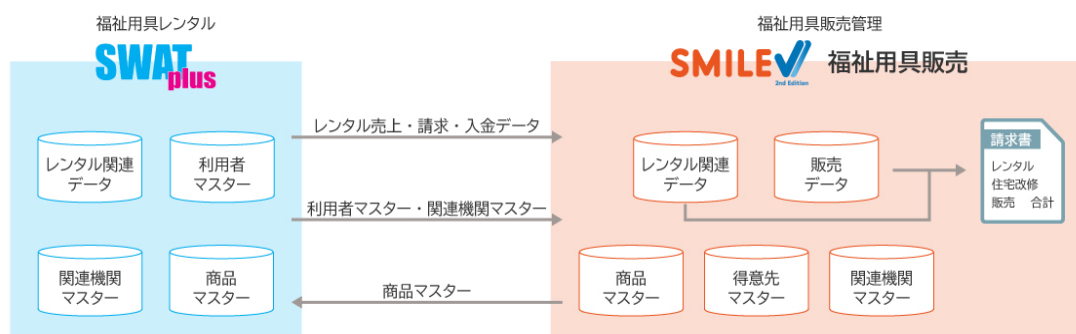 福祉用具レンタル
SWAT
plus
福祉用具販売管理
SMILE V 福祉用具販売
2nd Edition
レンタル関連
データ
利用者
マスター
関連機関
マスター
商品
マスター
レンタル売上・請求・入金データ
利用者マスター・関連機関マスター
商品マスター
レンタル関連
データ
販売
データ
商品
マスター
得意先
マスター
関連機関
マスター
請求書
レンタル
住宅改修
販売 合計